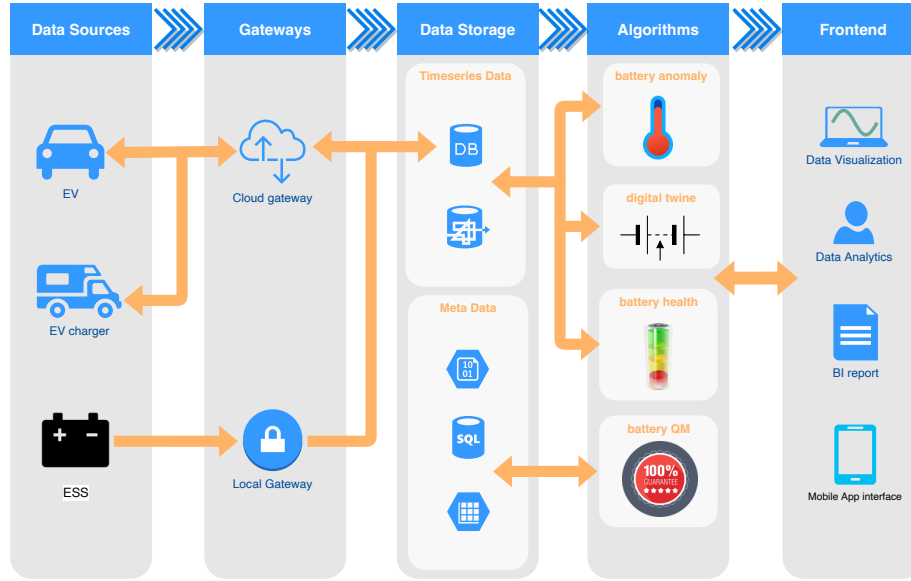 Data Sources
Gateways
Data Storage
Algorithms
Frontend
EV
EV charger
ESS
Cloud gateway
Local Gateway
Timeseries Data
DB
Meta Data
10
01
SQL
battery anomaly
digital twine
battery health
battery QM
100%
GUARANTEE
Data Visualization
Data Analytics
BI report
Mobile App interface